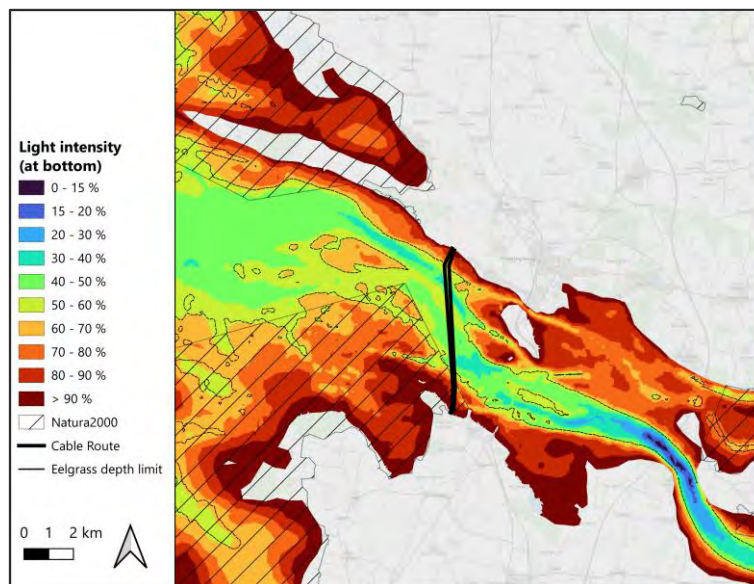 Light intensity
(at bottom)
0 - 15 %
15 - 20 %
20 - 30 %
30 - 40 %
40 - 50 %
50 - 60 %
60 - 70 %
70 - 80 %
80 - 90 %
> 90 %
Natura2000
Cable Route
Eelgrass depth limit
0 1 2 km